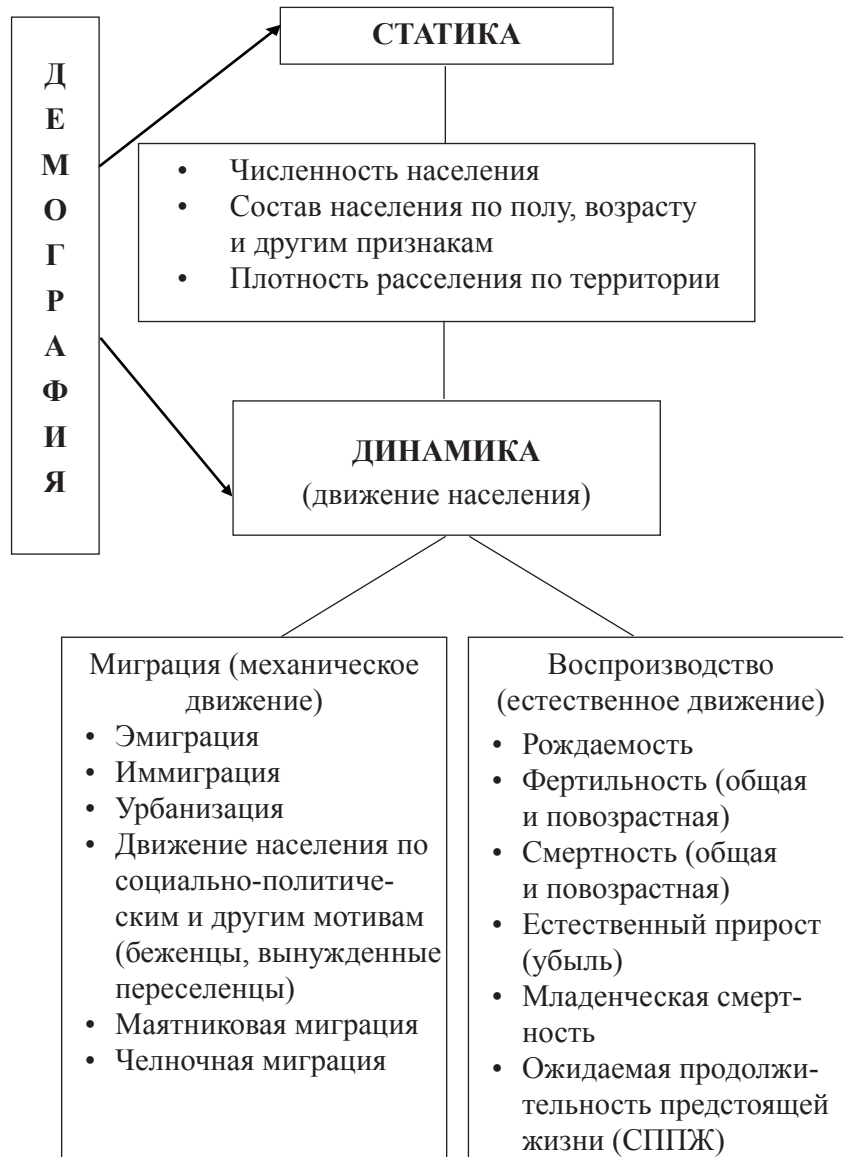 ДЕМОГРАФИЯ
СТАТИКА
• Численность населения
• Состав населения по полу, возрасту
и другим признакам
• Плотность расселения по территории
ДИНАМИКА
(движение населения)
Миграция (механическое
движение)
• Эмиграция
• Иммиграция
• Урбанизация
• Движение населения по
социально-политиче-
ским и другим мотивам
(беженцы, вынужденные
переселенцы)
• Маятниковая миграция
• Челночная миграция
Воспроизводство
(естественное движение)
• Рождаемость
• Фертильность (общая
и повозрастная)
• Смертность (общая
и повозрастная)
• Естественный прирост
(убыль)
• Младенческая смерт-
ность
• Ожидаемая продолжи-
тельность предстоящей
жизни (СППЖ)